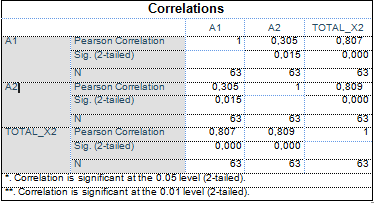 Correlations
A1 A2 TOTAL_X2
A1 Pearson Correlation 1 0,305 0,807
Sig. (2-tailed) 0,015 0,000
N 63 63 63
A2 Pearson Correlation 0,305 1 0,809
Sig. (2-tailed) 0,015 0,000
N 63 63 63
TOTAL_X2 Pearson Correlation 0,807 0,809 1
Sig. (2-tailed) 0,000 0,000
N 63 63 63
*. Correlation is significant at the 0.05 level (2-tailed).
**. Correlation is significant at the 0.01 level (2-tailed).